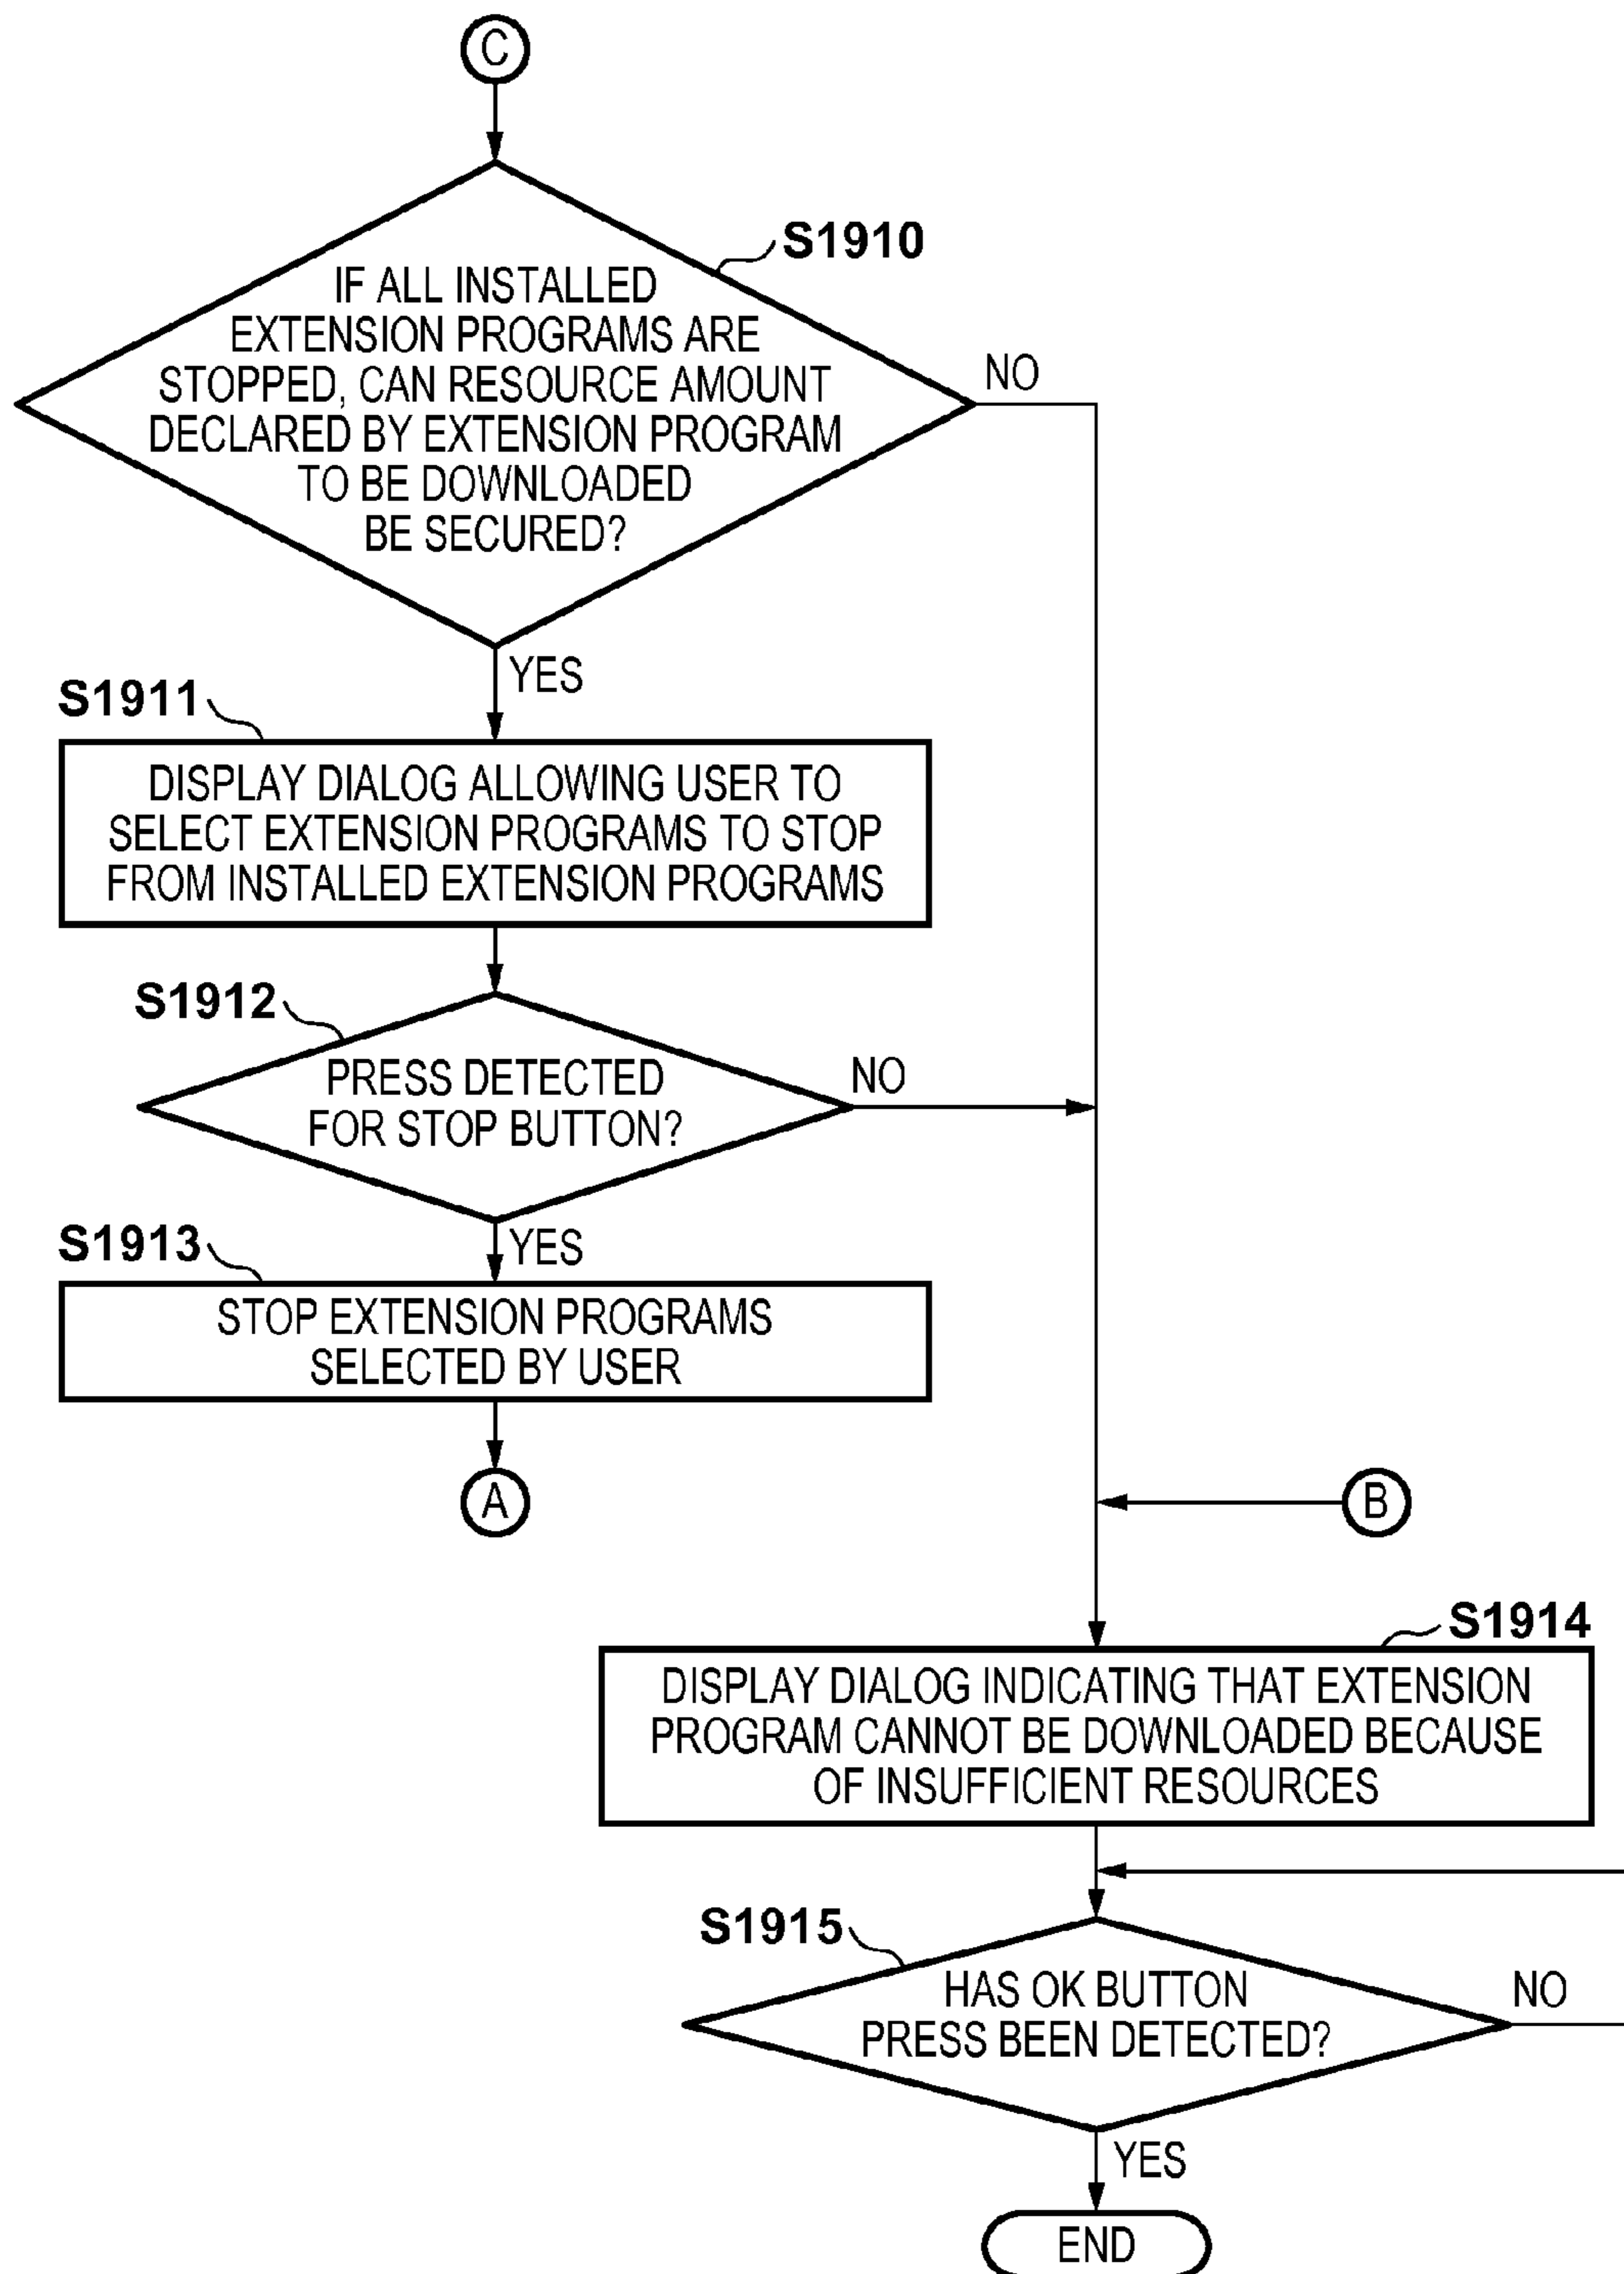 C
S1910
IF ALL INSTALLED
EXTENSION PROGRAMS ARE
STOPPED, CAN RESOURCE AMOUNT
DECLARED BY EXTENSION PROGRAM
TO BE DOWNLOADED
BE SECURED?
NO
YES
S1911
DISPLAY DIALOG ALLOWING USER TO
SELECT EXTENSION PROGRAMS TO STOP
FROM INSTALLED EXTENSION PROGRAMS
S1912
PRESS DETECTED
FOR STOP BUTTON?
NO
YES
S1913
STOP EXTENSION PROGRAMS
SELECTED BY USER
A
B
S1914
DISPLAY DIALOG INDICATING THAT EXTENSION
PROGRAM CANNOT BE DOWNLOADED BECAUSE
OF INSUFFICIENT RESOURCES
S1915
HAS OK BUTTON
PRESS BEEN DETECTED?
NO
YES
END